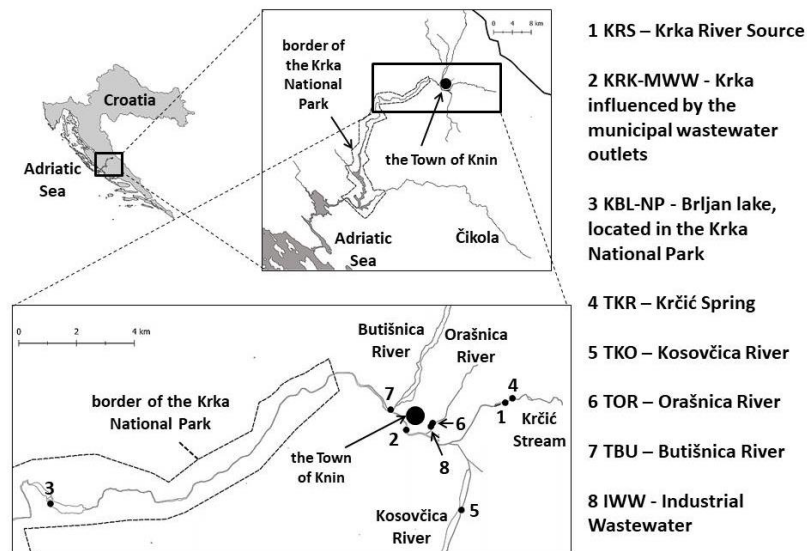 Croatia
Adriatic
Sea
0 4 8 km
border of
the Krka
National
Park
the Town of Knin
Adriatic
Sea
Čikola
0 2 4 km
Butišnica
River
Orašnica
River
border of the Krka
National Park
7
4
1
6
2
8
Krčić
Stream
the Town
of Knin
3
5
Kosovčica
River
1 KRS – Krka River Source
2 KRK-MWW - Krka
influenced by the
municipal wastewater
outlets
3 KBL-NP - Brljan lake,
located in the Krka
National Park
4 TKR – Krčić Spring
5 TKO – Kosovčica River
6 TOR – Orašnica River
7 TBU – Butišnica River
8 IWW - Industrial
Wastewater